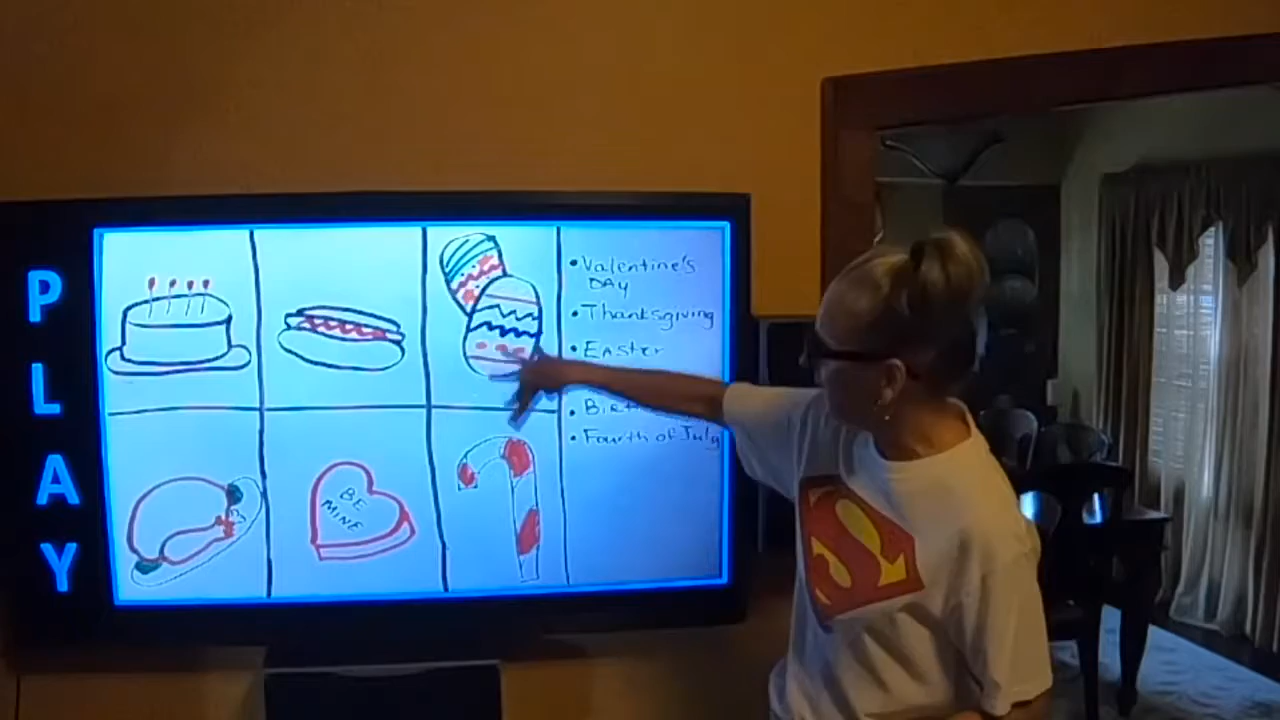 PLAY
• Valentine's
DAY
• Thanksgiving
• Easter
• Fourth of July
BE
MINE
S